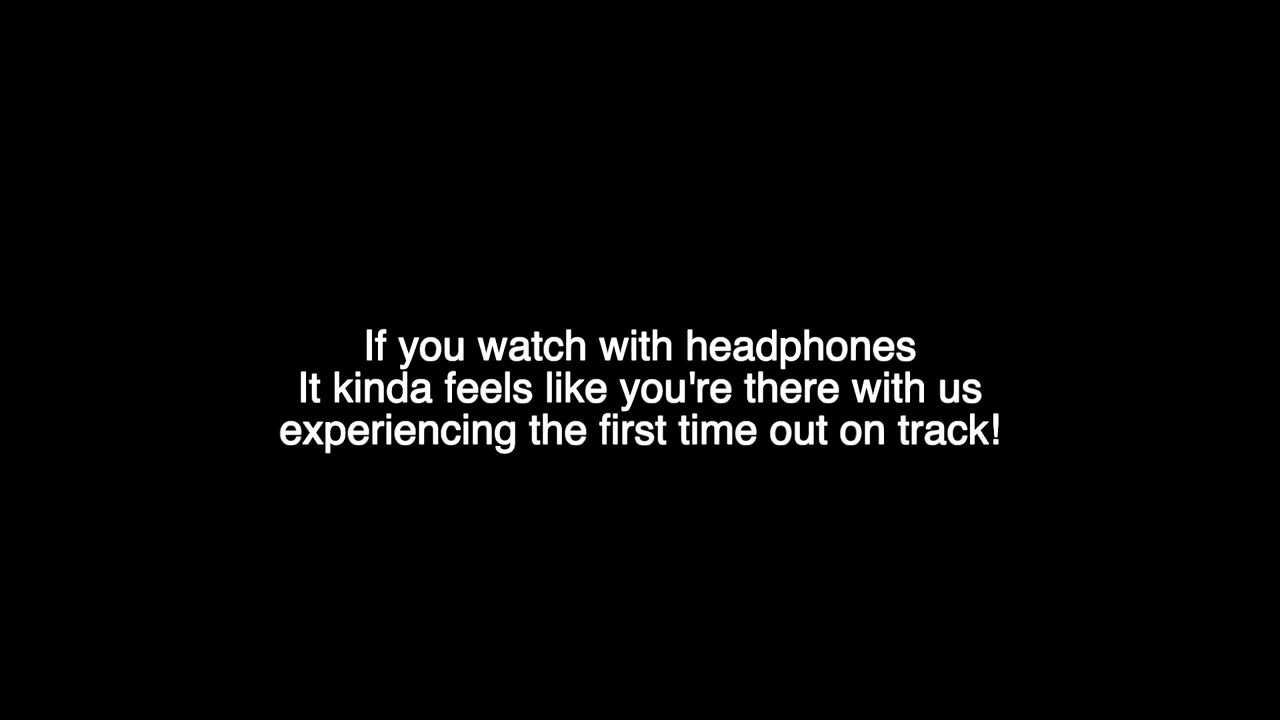 If you watch with headphones
It kinda feels like you're there with us
experiencing the first time out on track!